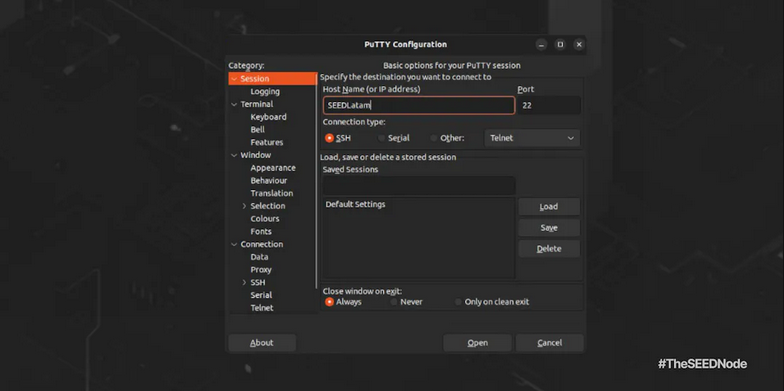 PuTTY Configuration
Category:
Session
Logging
Terminal
Keyboard
Bell
Features
Window
Appearance
Behaviour
Translation
Selection
Colours
Fonts
Connection
Data
Proxy
SSH
Serial
Telnet
Basic options for your PuTTY session
Specify the destination you want to connect to
Host Name (or IP address) Port
SEEDLatam 22
Connection type:
SSH Serial Other: Telnet
Load, save or delete a stored session
Saved Sessions
Default Settings
Load
Save
Delete
Close window on exit:
Always Never Only on clean exit
About Open Cancel
#TheSEEDNode